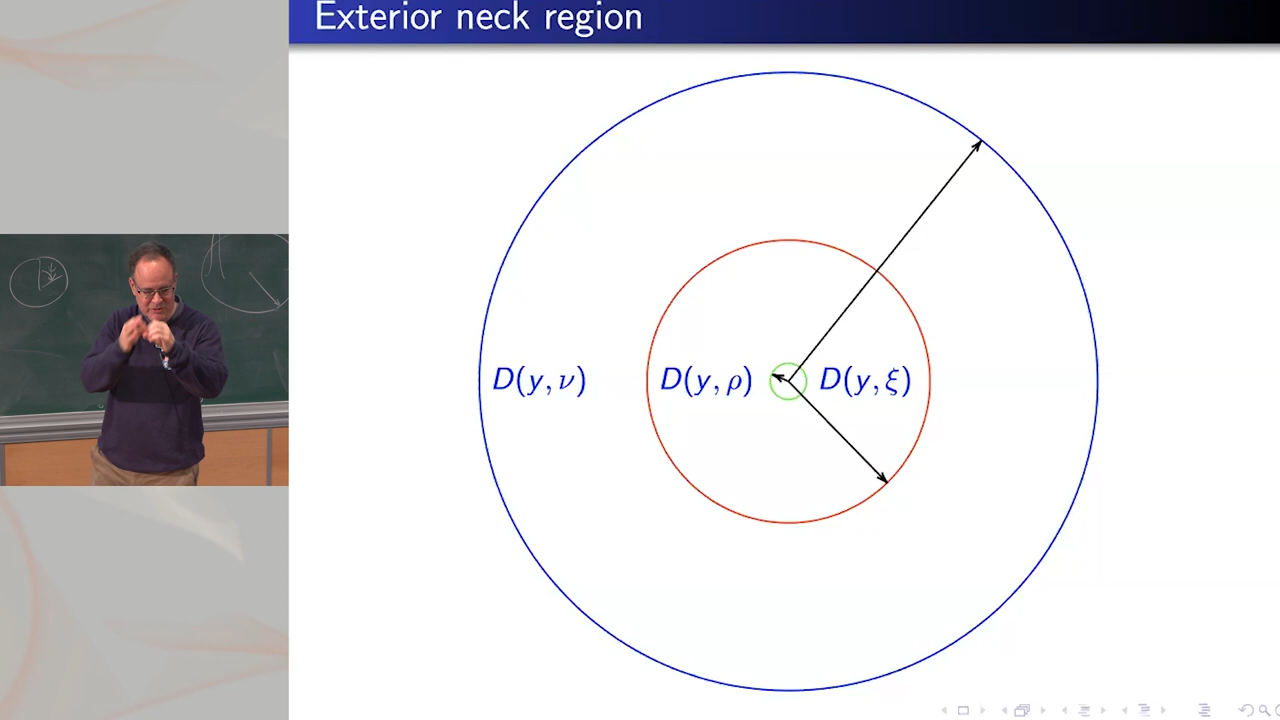 Exterior neck region
D(y, ν) D(y, ρ) D(y, ξ)